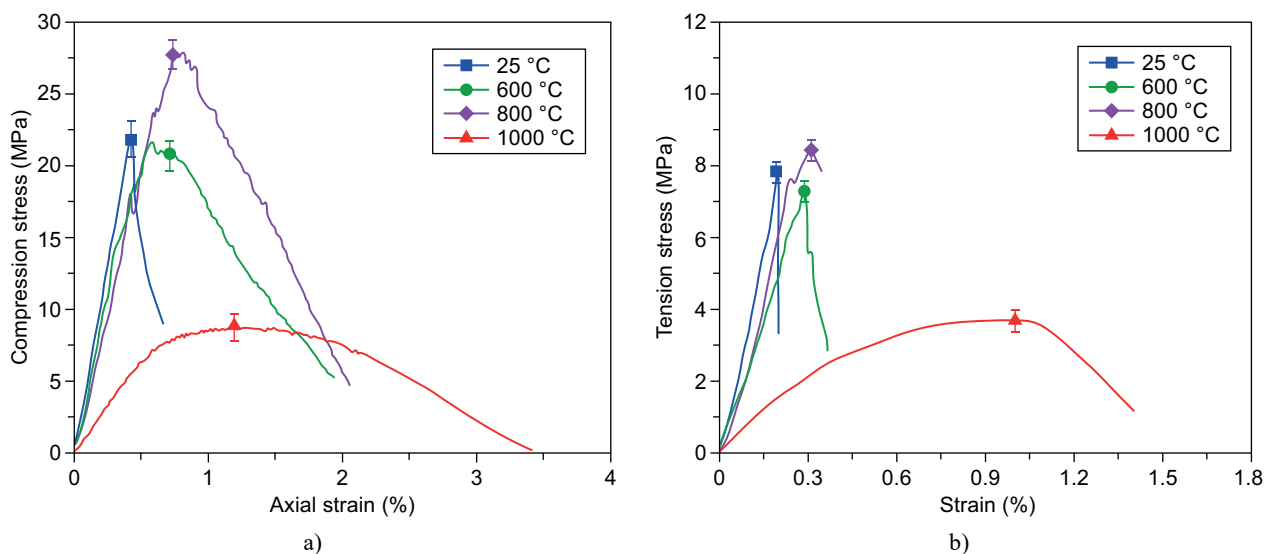 30
25
20
15
10
5
0
0
1
2
3
4
Compression stress (MPa)
Axial strain (%)
25 °C
600 °C
800 °C
1000 °C
a)
12
10
8
6
4
2
0
0
0.3
0.6
0.9
1.2
1.5
1.8
Tension stress (MPa)
Strain (%)
25 °C
600 °C
800 °C
1000 °C
b)